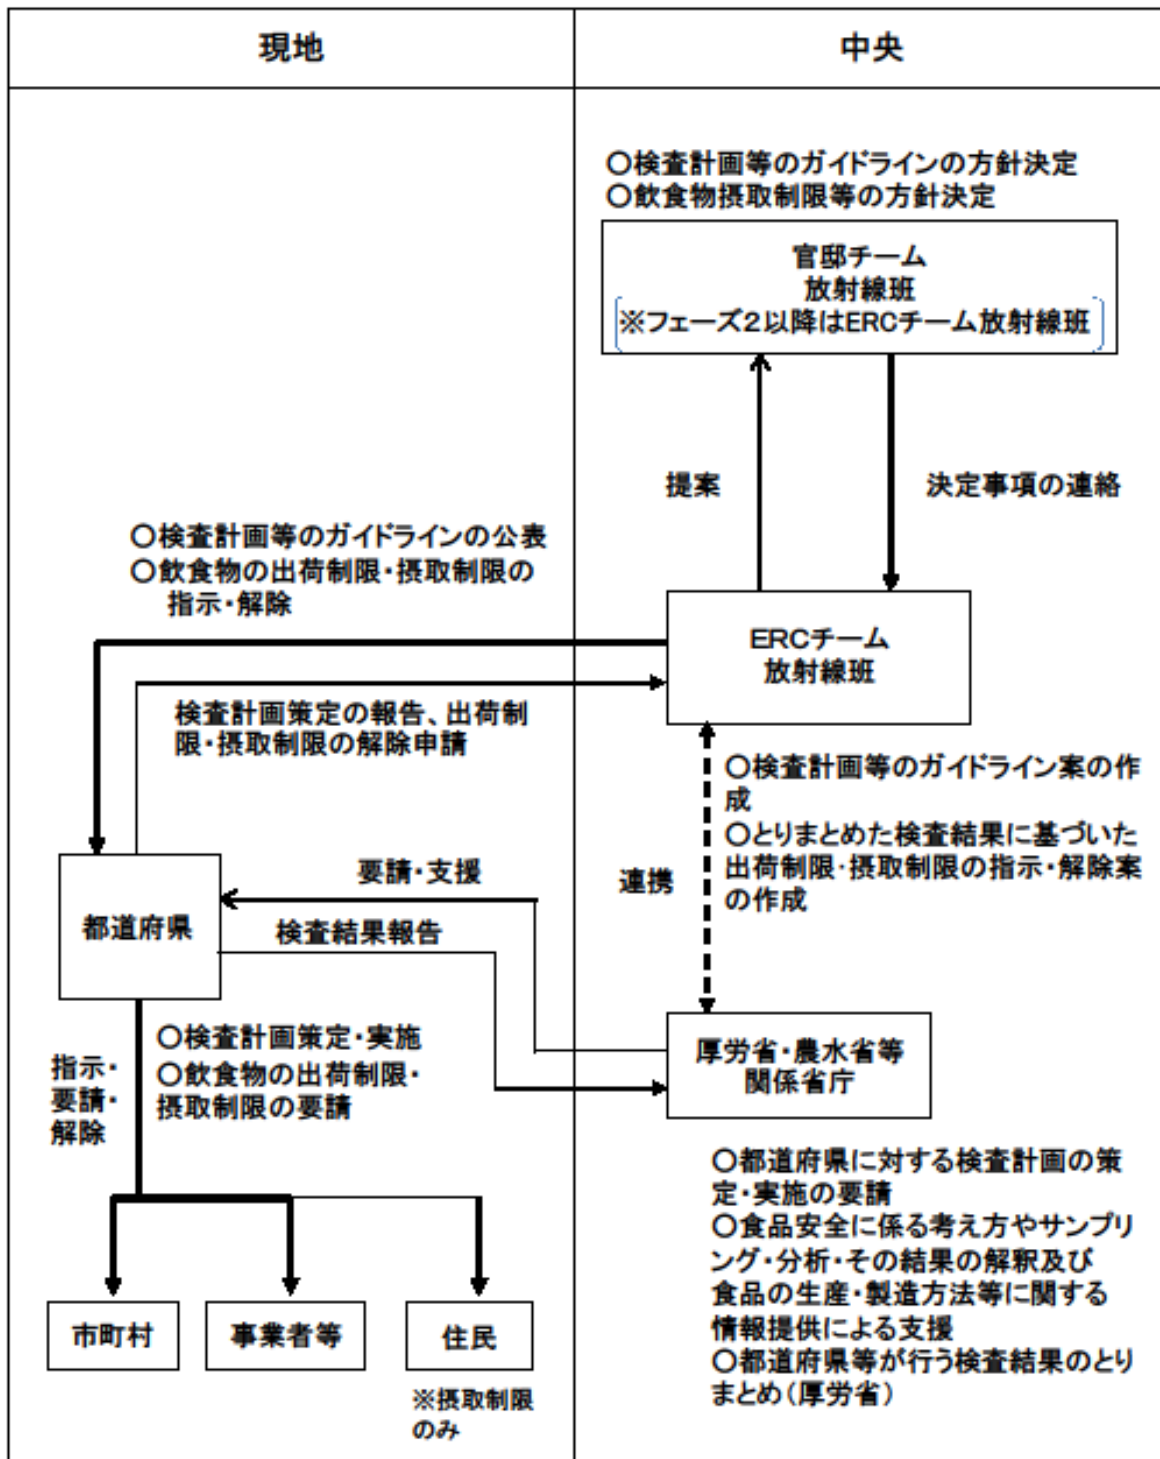 現地
中央
○検査計画等のガイドラインの方針決定
○飲食物摂取制限等の方針決定
官邸チーム
放射線班
※フェーズ2以降はERCチーム放射線班
提案
決定事項の連絡
○検査計画等のガイドラインの公表
○飲食物の出荷制限・摂取制限の
指示・解除
ERCチーム
放射線班
検査計画策定の報告、出荷制
限・摂取制限の解除申請
○検査計画等のガイドライン案の作
成
○とりまとめた検査結果に基づいた
出荷制限・摂取制限の指示・解除案
の作成
連携
要請・支援
都道府県
検査結果報告
厚労省・農水省等
関係省庁
指示・
要請・
解除
○検査計画策定・実施
○飲食物の出荷制限・
摂取制限の要請
○都道府県に対する検査計画の策
定・実施の要請
○食品安全に係る考え方やサンプリ
ング・分析・その結果の解釈及び
食品の生産・製造方法等に関する
情報提供による支援
○都道府県等が行う検査結果のとり
まとめ(厚労省)
市町村
事業者等
住民
※摂取制限
のみ